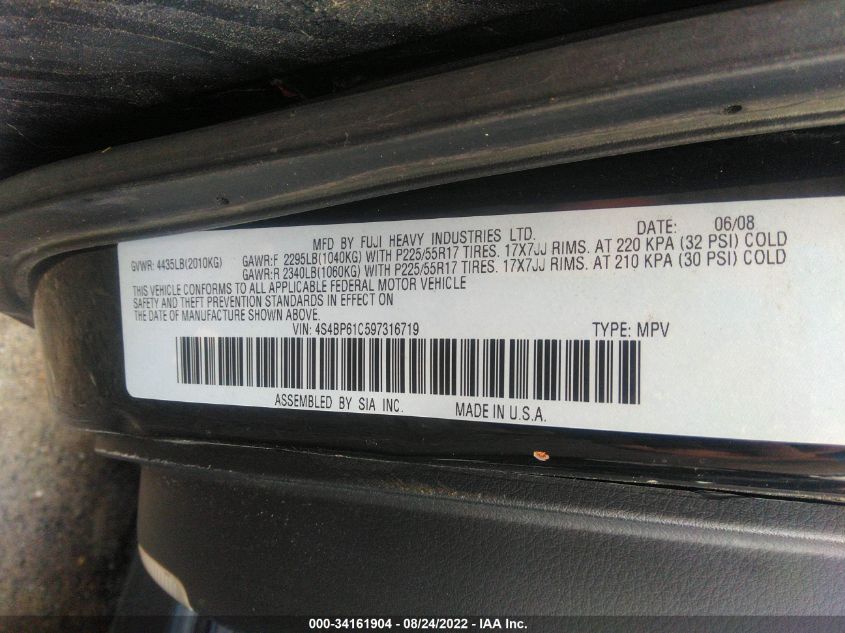 MFD BY FUJI HEAVY INDUSTRIES LTD. DATE: 06/08
GVWR: 4435LB(2010KG) GAWR:F 2295LB(1040KG) WITH P225/55R17 TIRES. 17X7JJ RIMS. AT 220 KPA (32 PSI) COLD
GAWR:R 2340LB(1060KG) WITH P225/55R17 TIRES. 17X7JJ RIMS. AT 210 KPA (30 PSI) COLD
THIS VEHICLE CONFORMS TO ALL APPLICABLE FEDERAL MOTOR VEHICLE
SAFETY AND THEFT PREVENTION STANDARDS IN EFFECT ON
THE DATE OF MANUFACTURE SHOWN ABOVE.
VIN: 4S4BP61C597316719 TYPE: MPV
ASSEMBLED BY SIA INC. MADE IN U.S.A.
000-34161904 - 08/24/2022 - IAA Inc.